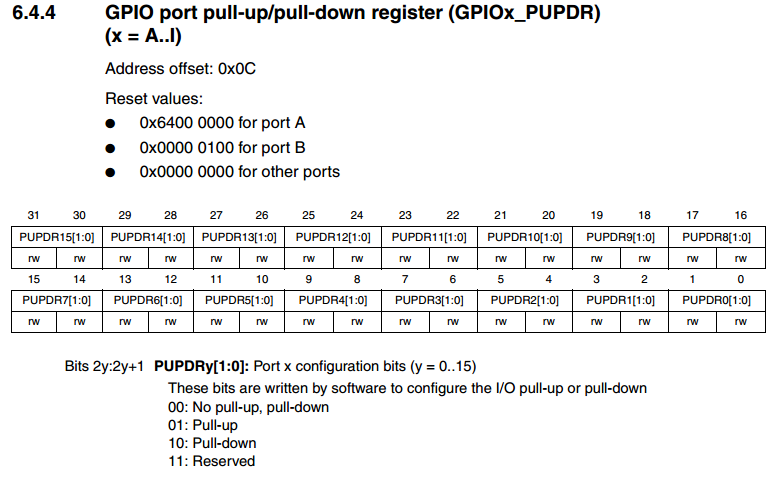 6.4.4 GPIO port pull-up/pull-down register (GPIOx_PUPDR)
(x = A..I)
Address offset: 0x0C
Reset values:
● 0x6400 0000 for port A
● 0x0000 0100 for port B
● 0x0000 0000 for other ports
31 30 29 28 27 26 25 24 23 22 21 20 19 18 17 16
PUPDR15[1:0] PUPDR14[1:0] PUPDR13[1:0] PUPDR12[1:0] PUPDR11[1:0] PUPDR10[1:0] PUPDR9[1:0] PUPDR8[1:0]
rw rw rw rw rw rw rw rw rw rw rw rw rw rw rw rw
15 14 13 12 11 10 9 8 7 6 5 4 3 2 1 0
PUPDR7[1:0] PUPDR6[1:0] PUPDR5[1:0] PUPDR4[1:0] PUPDR3[1:0] PUPDR2[1:0] PUPDR1[1:0] PUPDR0[1:0]
rw rw rw rw rw rw rw rw rw rw rw rw rw rw rw rw
Bits 2y:2y+1 PUPDRy[1:0]: Port x configuration bits (y = 0..15)
These bits are written by software to configure the I/O pull-up or pull-down
00: No pull-up, pull-down
01: Pull-up
10: Pull-down
11: Reserved